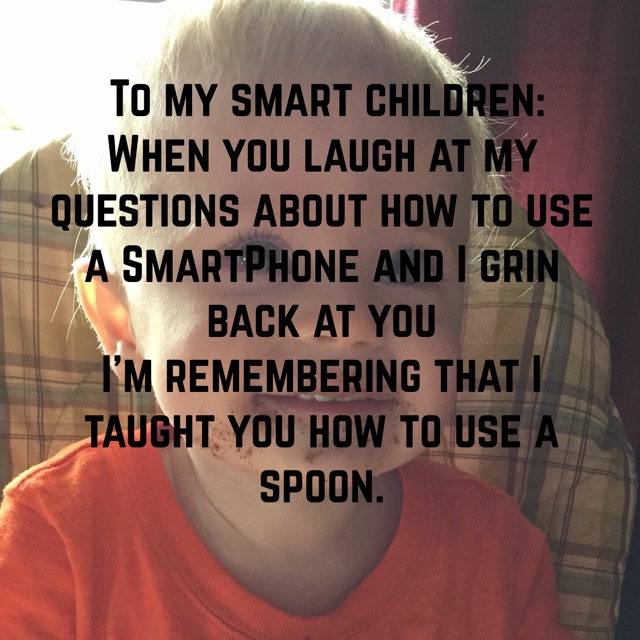 To my smart children:
When you laugh at my
questions about how to use
a SmartPhone and I grin
back at you
I'm remembering that I
taught you how to use a
spoon.